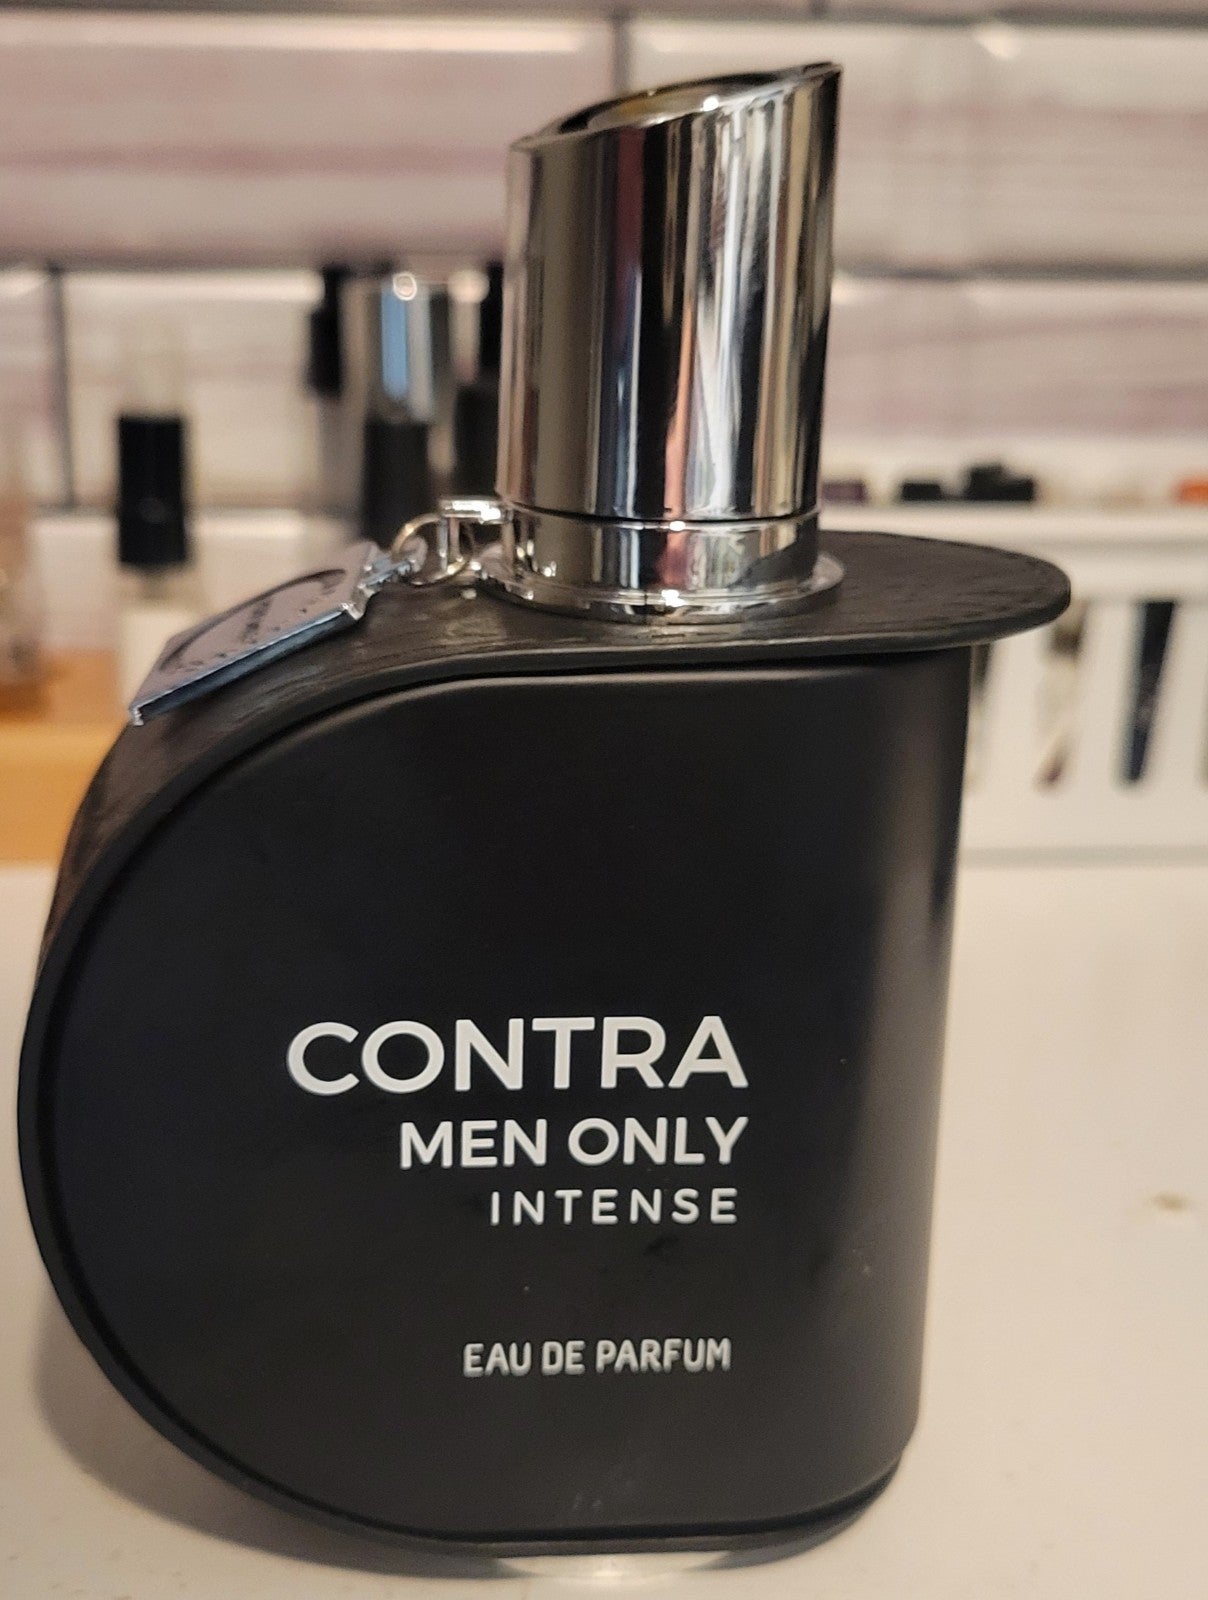 CONTRA
MEN ONLY
INTENSE
EAU DE PARFUM